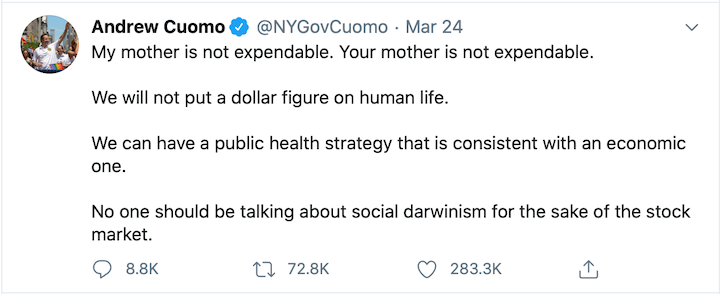 Andrew Cuomo @NYGovCuomo · Mar 24
My mother is not expendable. Your mother is not expendable.
We will not put a dollar figure on human life.
We can have a public health strategy that is consistent with an economic
one.
No one should be talking about social darwinism for the sake of the stock
market.
8.8K 72.8K 283.3K